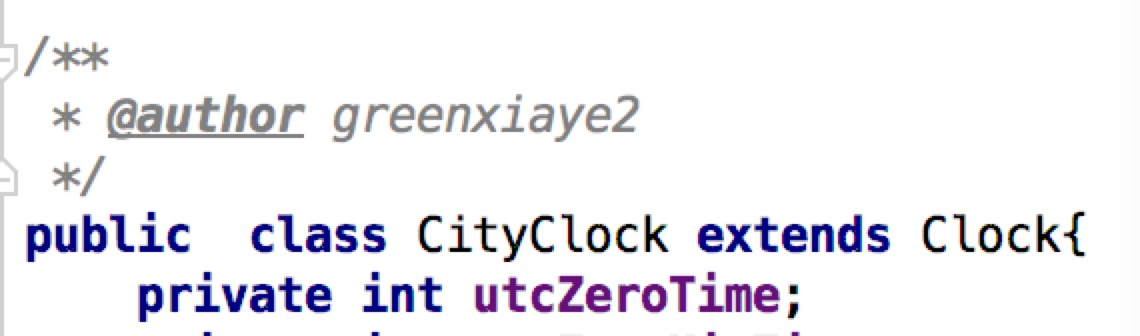 /**
 * @author greenxiaye2
 */
public  class CityClock extends Clock{
    private int utcZeroTime;